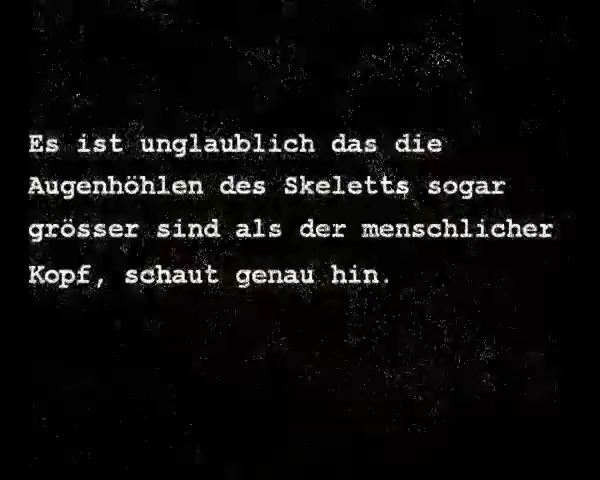 Es ist unglaublich das die
Augenhöhlen des Skeletts sogar
grösser sind als der menschlicher
Kopf, schaut genau hin.